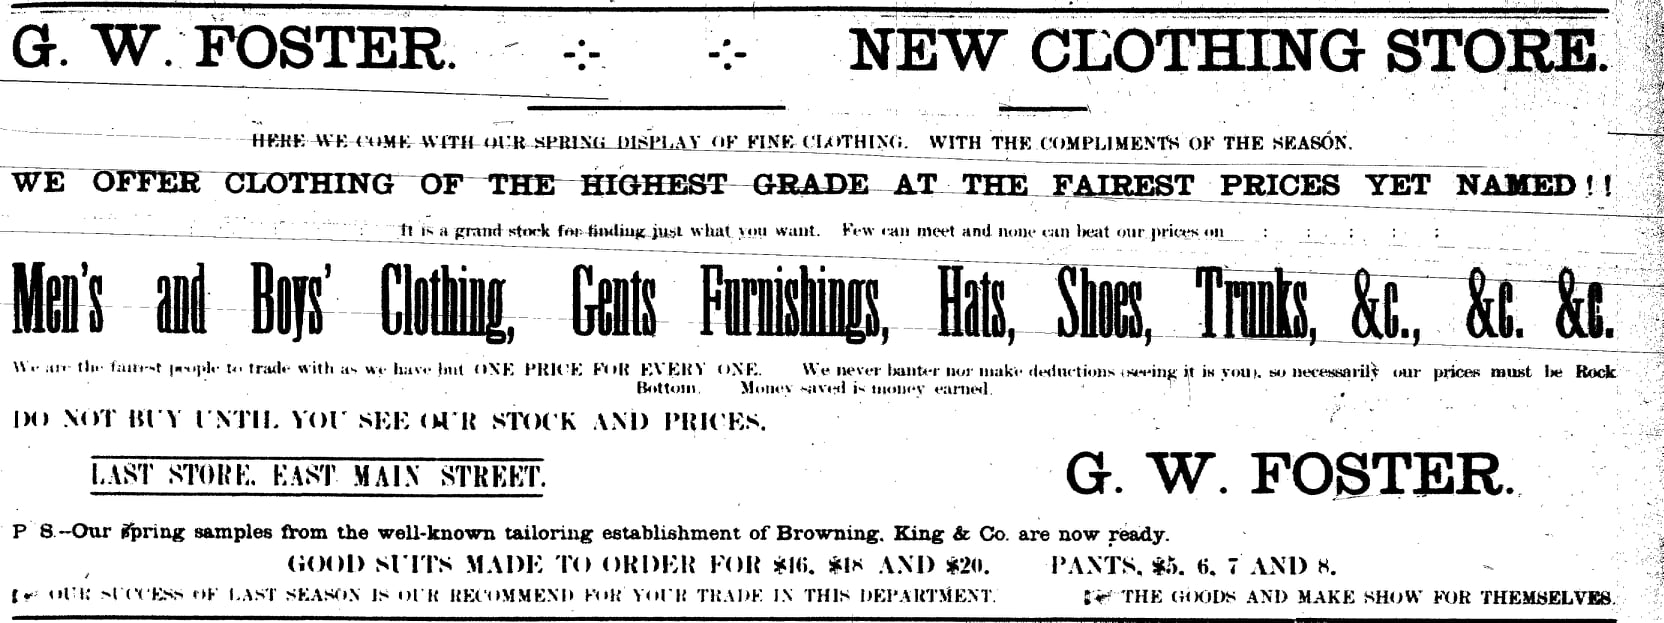 G. W. FOSTER. -:- -:- NEW CLOTHING STORE.
HERE WE COME WITH OUR SPRING DISPLAY OF FINE CLOTHING. WITH THE COMPLIMENTS OF THE SEASON.
WE OFFER CLOTHING OF THE HIGHEST GRADE AT THE FAIREST PRICES YET NAMED!!
It is a grand stock for finding just what you want. Few can meet and none can beat our prices on : : : : :
Men's and Boys' Clothing, Gents Furnishings, Hats, Shoes, Trunks, &c., &c. &c.
We are the fairest people to trade with as we have but ONE PRICE FOR EVERY ONE. We never banter nor make deductions (seeing it is you), so necessarily our prices must be Rock
Bottom. Money saved is money earned.
DO NOT BUY UNTIL YOU SEE OUR STOCK AND PRICES.
LAST STORE, EAST MAIN STREET.
G. W. FOSTER.
P S.--Our spring samples from the well-known tailoring establishment of Browning, King & Co. are now ready.
GOOD SUITS MADE TO ORDER FOR $16, $18 AND $20. PANTS, $5, 6, 7 AND 8.
☞ OUR SUCCESS OF LAST SEASON IS OUR RECOMMEND FOR YOUR TRADE IN THIS DEPARTMENT. ☞ THE GOODS AND MAKE SHOW FOR THEMSELVES.